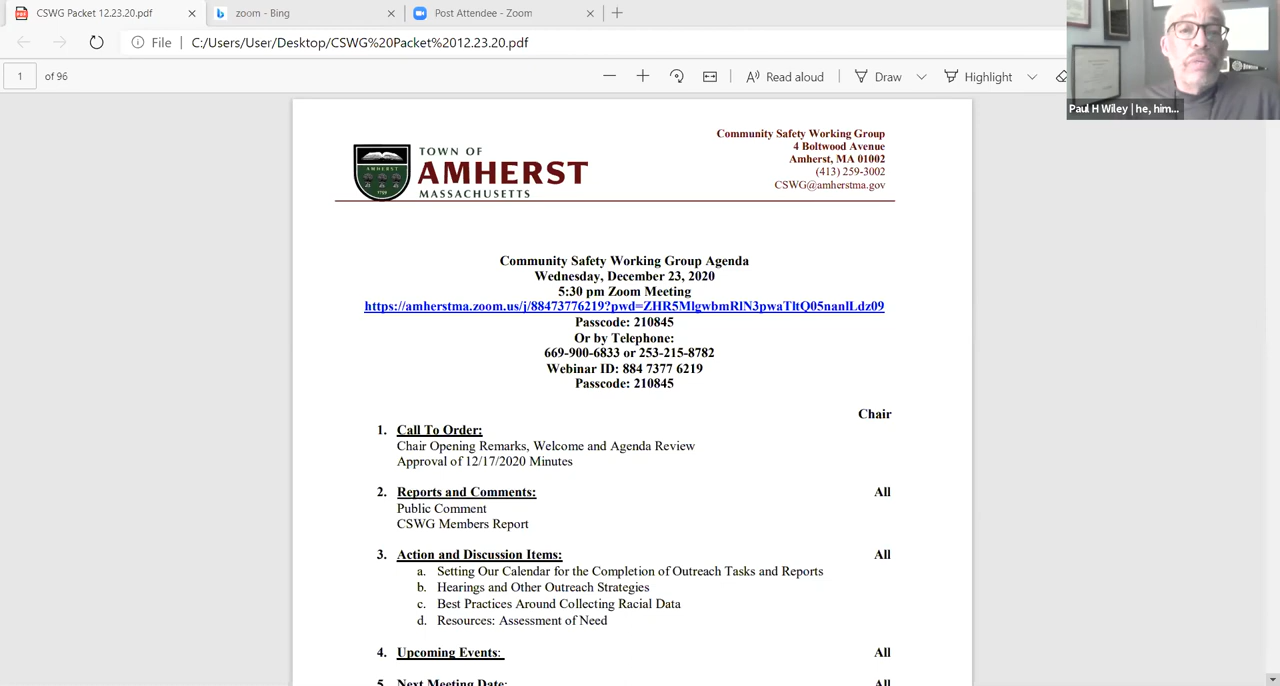 CSWG Packet 12.23.20.pdf
zoom - Bing
Post Attendee - Zoom
File
C:/Users/User/Desktop/CSWG%20Packet%2012.23.20.pdf
1 of 96
Read aloud
Draw
Highlight
Paul H Wiley | he, him...
TOWN OF
AMHERST
MASSACHUSETTS
AMHERST
Community Safety Working Group
4 Boltwood Avenue
Amherst, MA 01002
(413) 259-3002
CSWG@amherstma.gov
Community Safety Working Group Agenda
Wednesday, December 23, 2020
5:30 pm Zoom Meeting
https://amherstma.zoom.us/j/88473776219?pwd=ZHR5MlgwbmRlN3pwaTltQ05nanlLdz09
Passcode: 210845
Or by Telephone:
669-900-6833 or 253-215-8782
Webinar ID: 884 7377 6219
Passcode: 210845
Chair
1. Call To Order:
Chair Opening Remarks, Welcome and Agenda Review
Approval of 12/17/2020 Minutes
2. Reports and Comments: All
Public Comment
CSWG Members Report
3. Action and Discussion Items: All
a. Setting Our Calendar for the Completion of Outreach Tasks and Reports
b. Hearings and Other Outreach Strategies
c. Best Practices Around Collecting Racial Data
d. Resources: Assessment of Need
4. Upcoming Events: All
5. Next Meeting Date: All